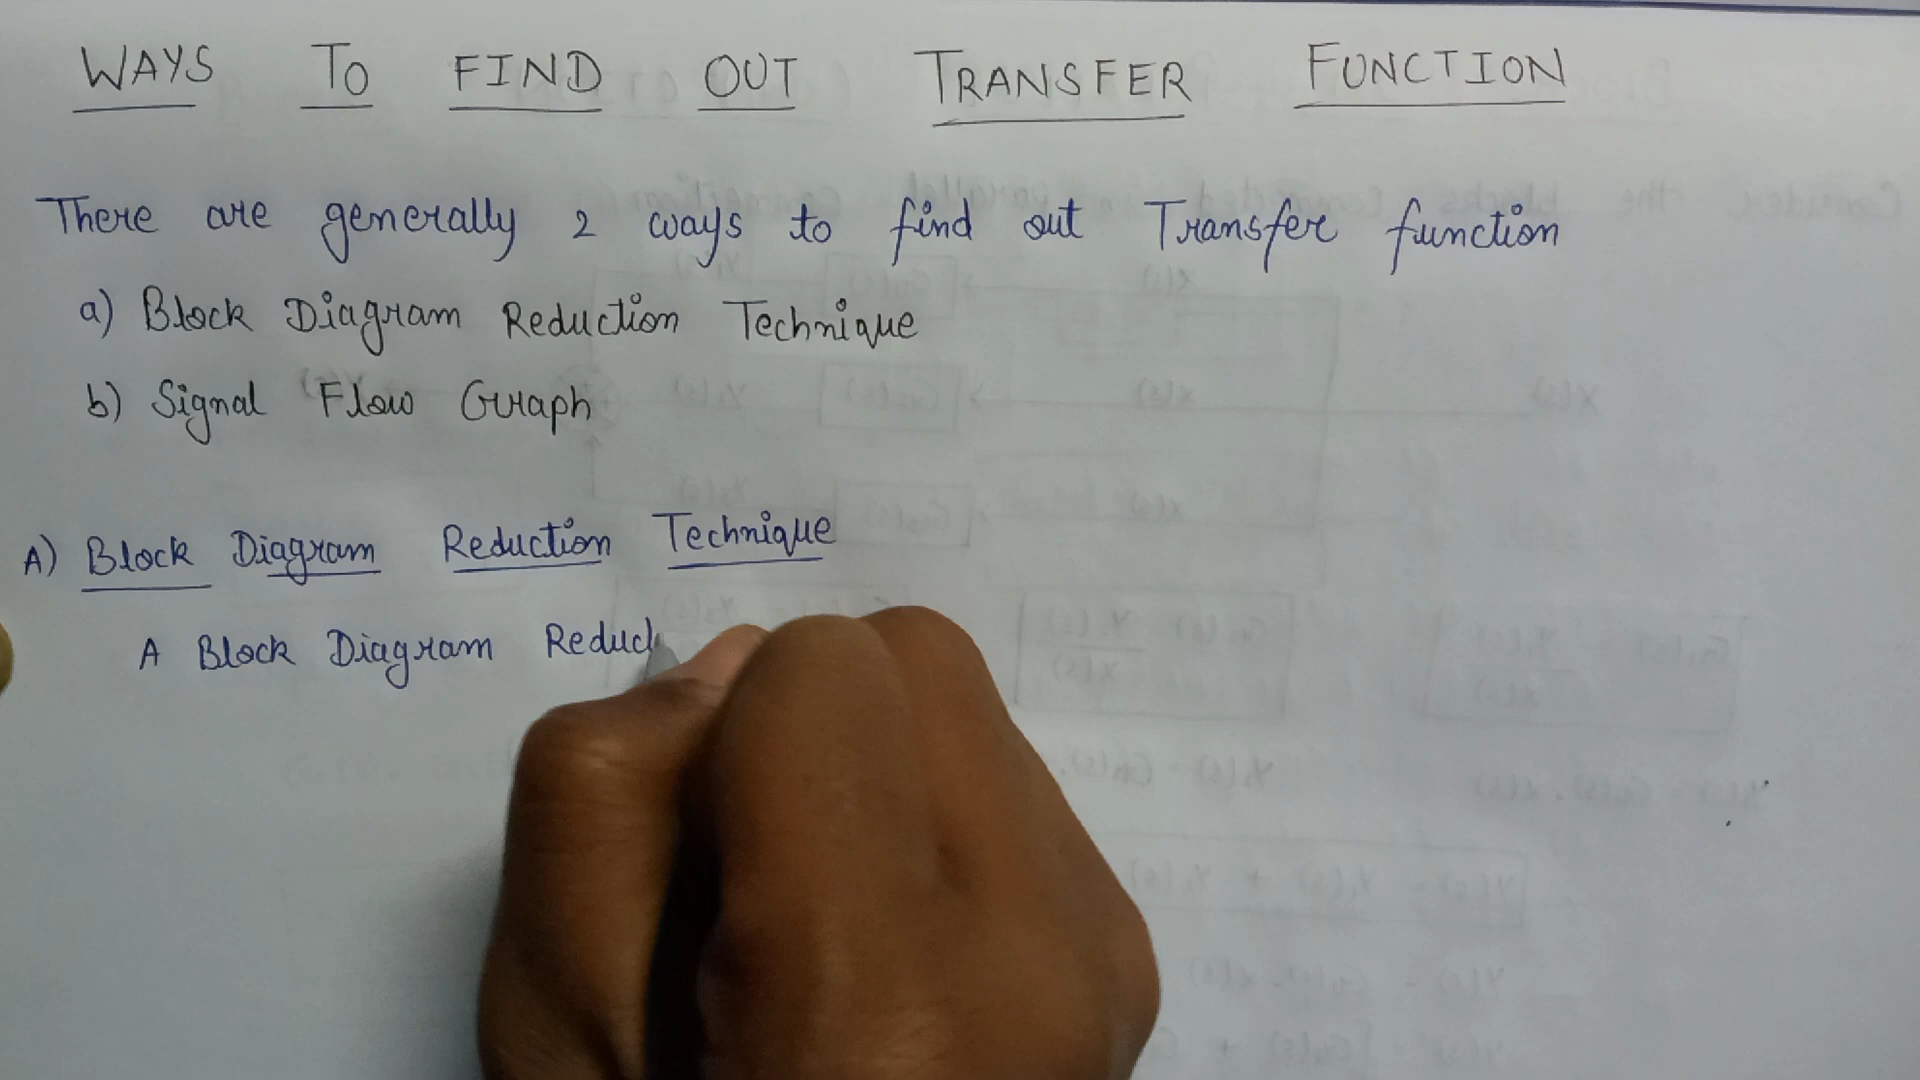 WAYS TO FIND OUT TRANSFER FUNCTION
There are generally 2 ways to find out Transfer function
a) Block Diagram Reduction Technique
b) Signal Flow Graph
A) Block Diagram Reduction Technique
A Block Diagram Reduc